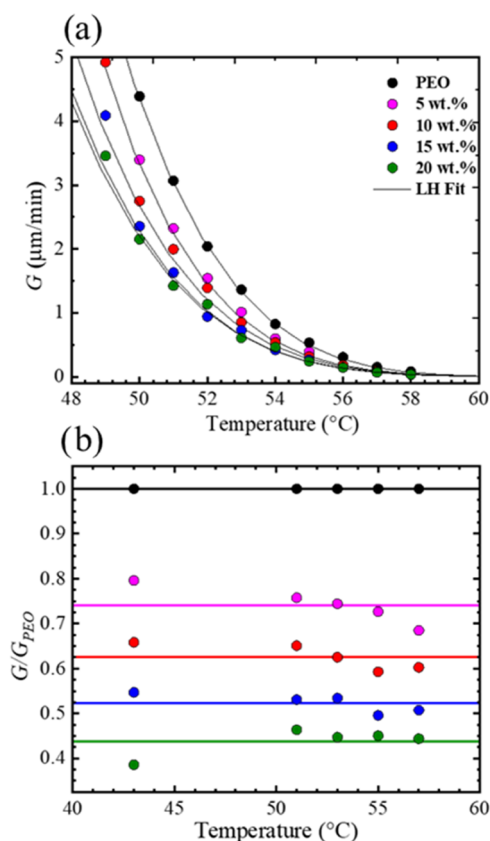 (a)
5
4
3
2
1
0
G (μm/min)
PEO
5 wt.%
10 wt.%
15 wt.%
20 wt.%
LH Fit
48 50 52 54 56 58
Temperature (°C)
(b)
1.0
0.9
0.8
0.7
0.6
0.5
0.4
G/G_PEO
40 45 50 55 60
Temperature (°C)